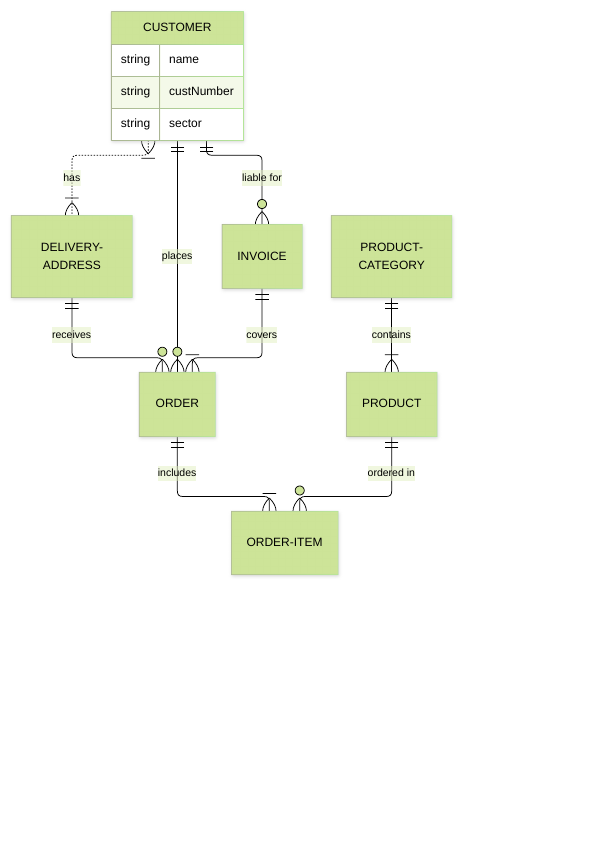 CUSTOMER
string name
string custNumber
string sector
has
liable for
places
DELIVERY-
ADDRESS
INVOICE
PRODUCT-
CATEGORY
receives
covers
contains
ORDER
PRODUCT
includes
ordered in
ORDER-ITEM